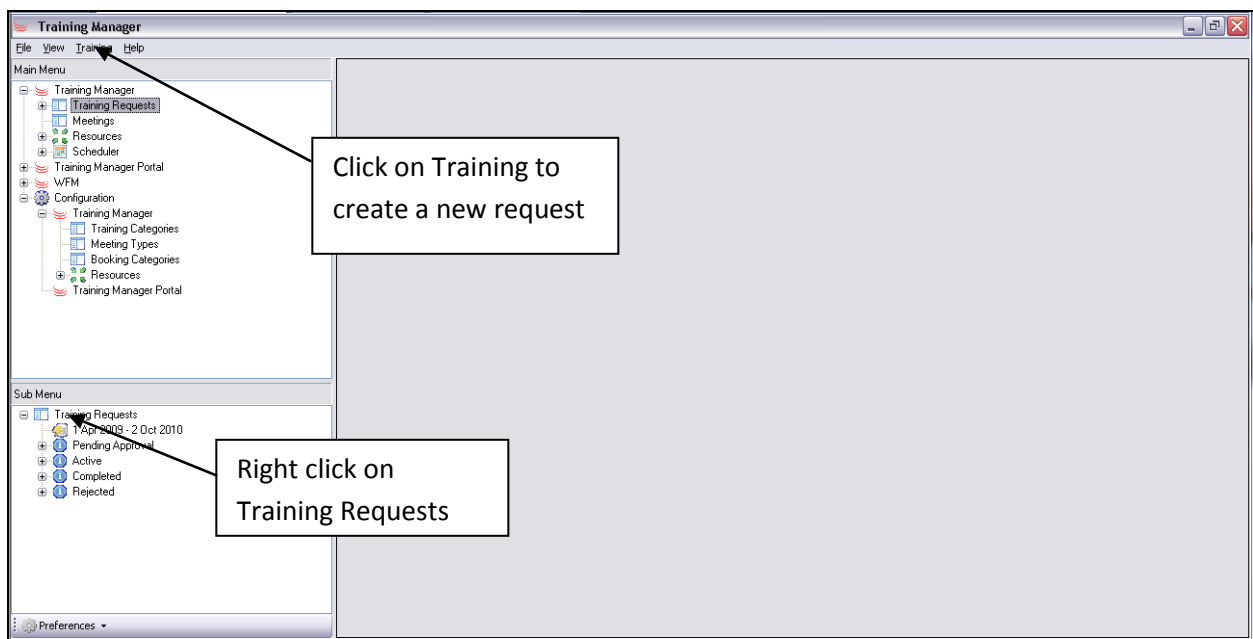 Training Manager
File View Training Help
Main Menu
Training Manager
Training Requests
Meetings
Resources
Scheduler
Training Manager Portal
WFM
Configuration
Training Manager
Training Categories
Meeting Types
Booking Categories
Resources
Training Manager Portal
Click on Training to
create a new request
Sub Menu
Training Requests
1 Apr 2009 - 2 Oct 2010
Pending Approval
Active
Completed
Rejected
Right click on
Training Requests
Preferences